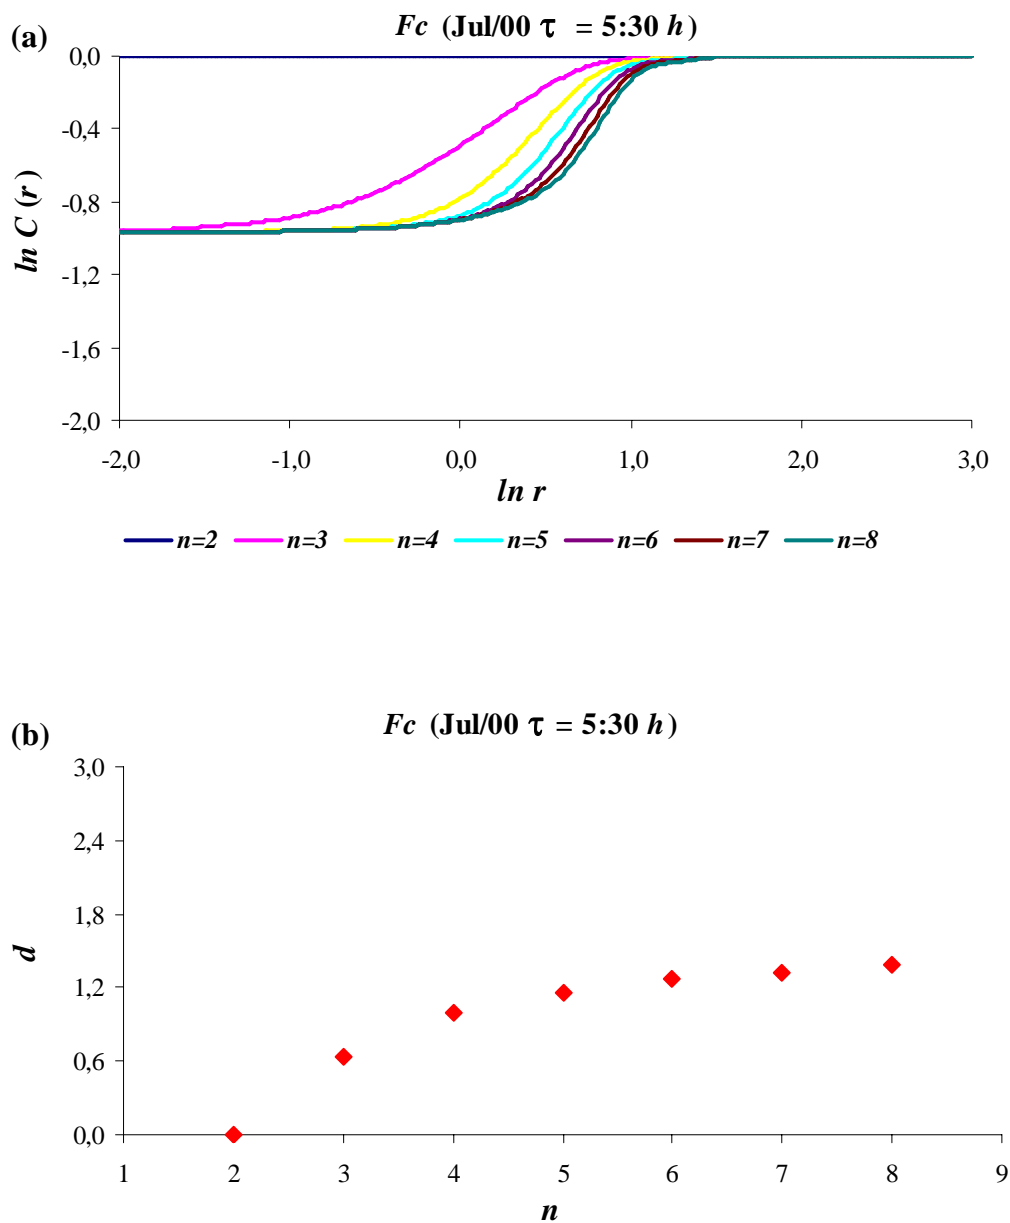 (a)
Fc (Jul/00 τ = 5:30 h)
0,0
-0,4
-0,8
-1,2
-1,6
-2,0
ln C (r)
-2,0 -1,0 0,0 1,0 2,0 3,0
ln r
n=2 n=3 n=4 n=5 n=6 n=7 n=8
(b)
Fc (Jul/00 τ = 5:30 h)
3,0
2,4
1,8
1,2
0,6
0,0
d
1 2 3 4 5 6 7 8 9
n